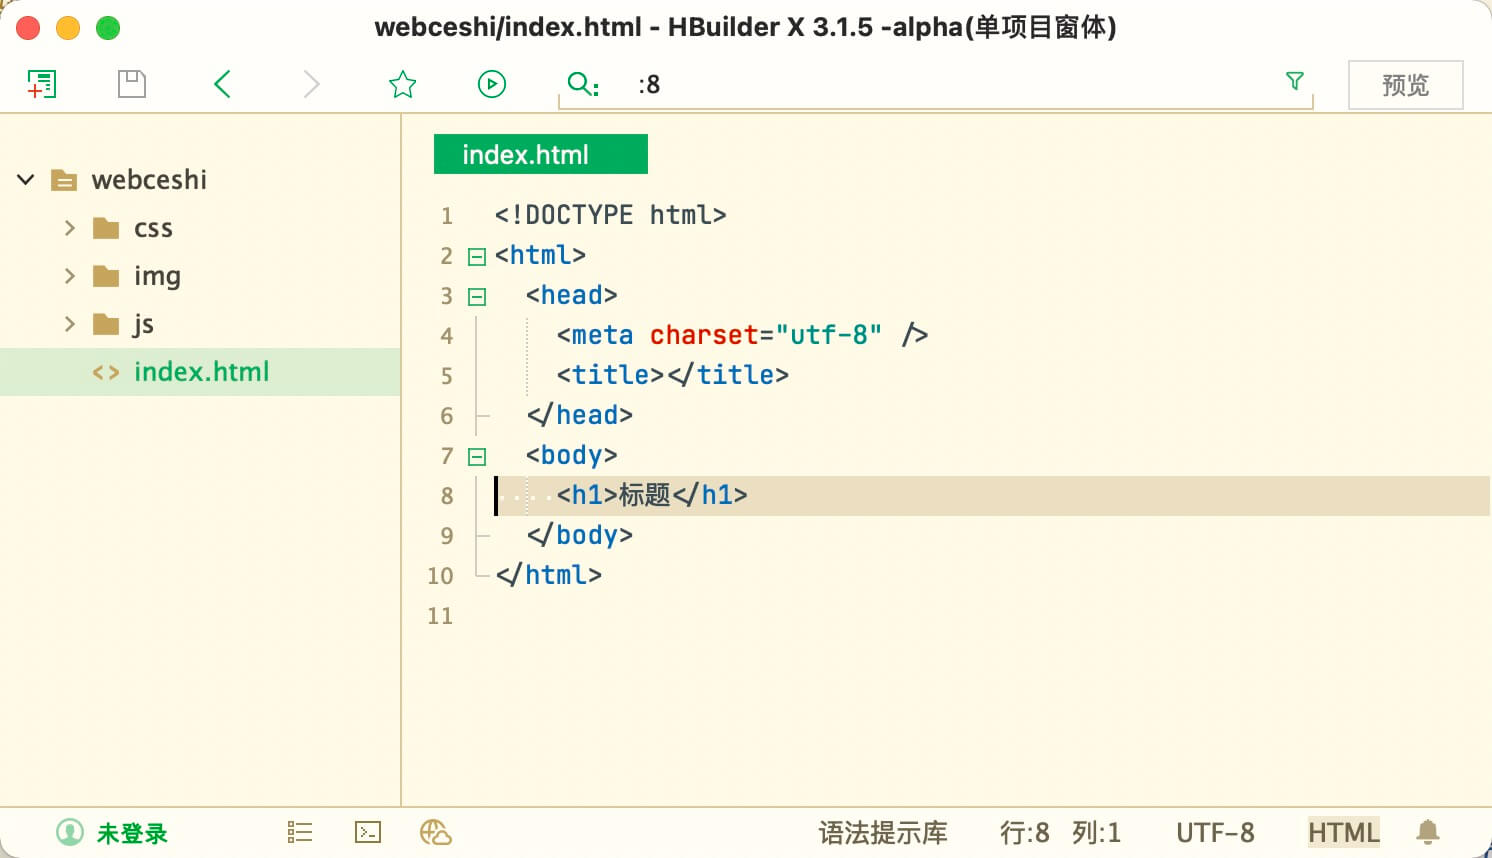 webceshi/index.html - HBuilder X 3.1.5 -alpha(单项目窗体)
:8
预览
webceshi
css
img
js
index.html
index.html
1 <!DOCTYPE html>
2 <html>
3 <head>
4 <meta charset="utf-8" />
5 <title></title>
6 </head>
7 <body>
8 <h1>标题</h1>
9 </body>
10 </html>
11
未登录 语法提示库 行:8 列:1 UTF-8 HTML